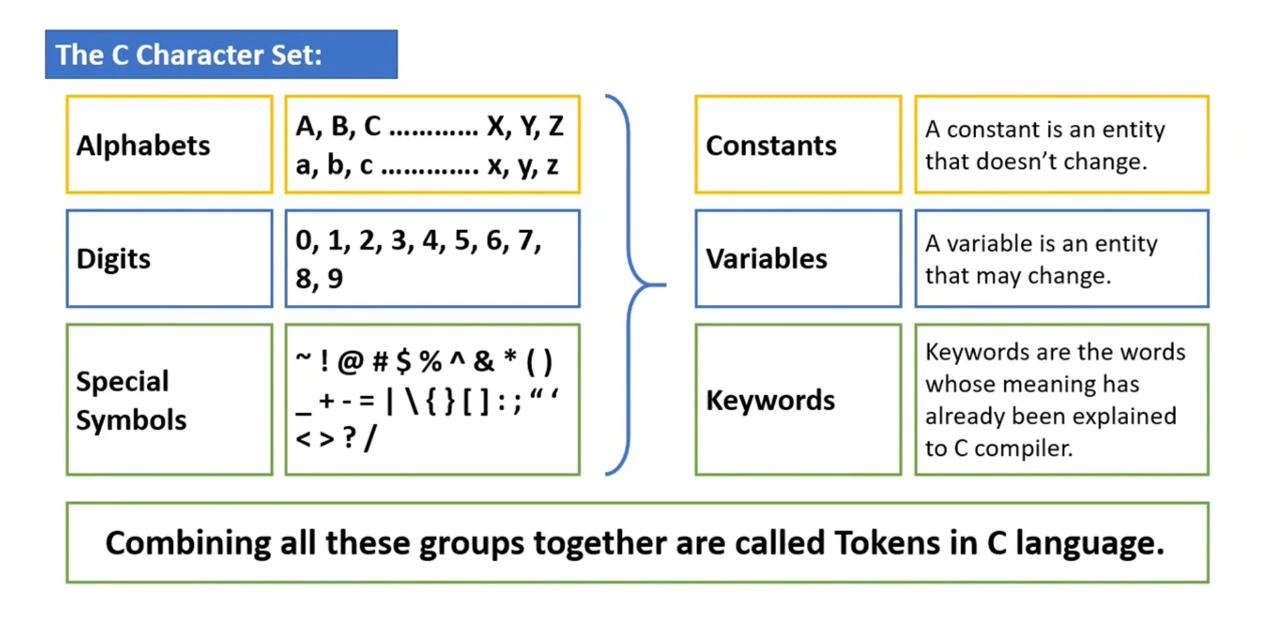 The C Character Set:
Alphabets
A, B, C ............ X, Y, Z
a, b, c ............. x, y, z
Constants
A constant is an entity
that doesn’t change.
Digits
0, 1, 2, 3, 4, 5, 6, 7,
8, 9
Variables
A variable is an entity
that may change.
Special
Symbols
~ ! @ # $ % ^ & * ( )
_ + - = | \ { } [ ] : ; “ ‘
< > ? /
Keywords
Keywords are the words
whose meaning has
already been explained
to C compiler.
Combining all these groups together are called Tokens in C language.